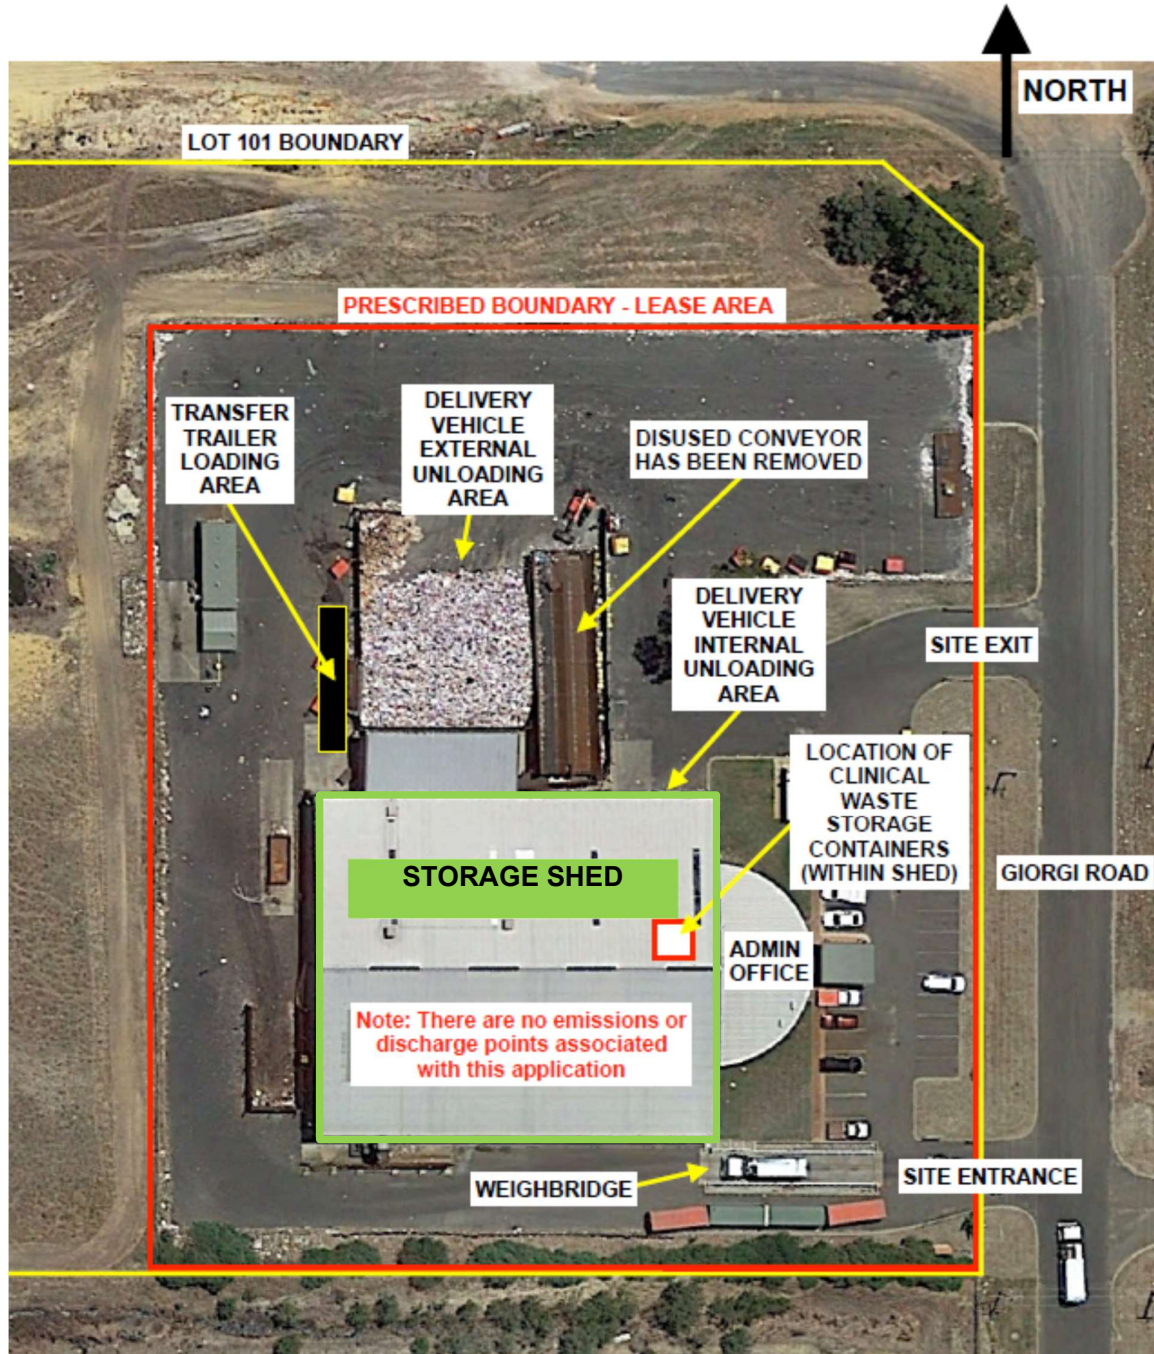 NORTH
LOT 101 BOUNDARY
PRESCRIBED BOUNDARY - LEASE AREA
TRANSFER
TRAILER
LOADING
AREA
DELIVERY
VEHICLE
EXTERNAL
UNLOADING
AREA
DISUSED CONVEYOR
HAS BEEN REMOVED
DELIVERY
VEHICLE
INTERNAL
UNLOADING
AREA
SITE EXIT
LOCATION OF
CLINICAL
WASTE
STORAGE
CONTAINERS
(WITHIN SHED)
GIORGI ROAD
STORAGE SHED
ADMIN
OFFICE
Note: There are no emissions or
discharge points associated
with this application
WEIGHBRIDGE
SITE ENTRANCE